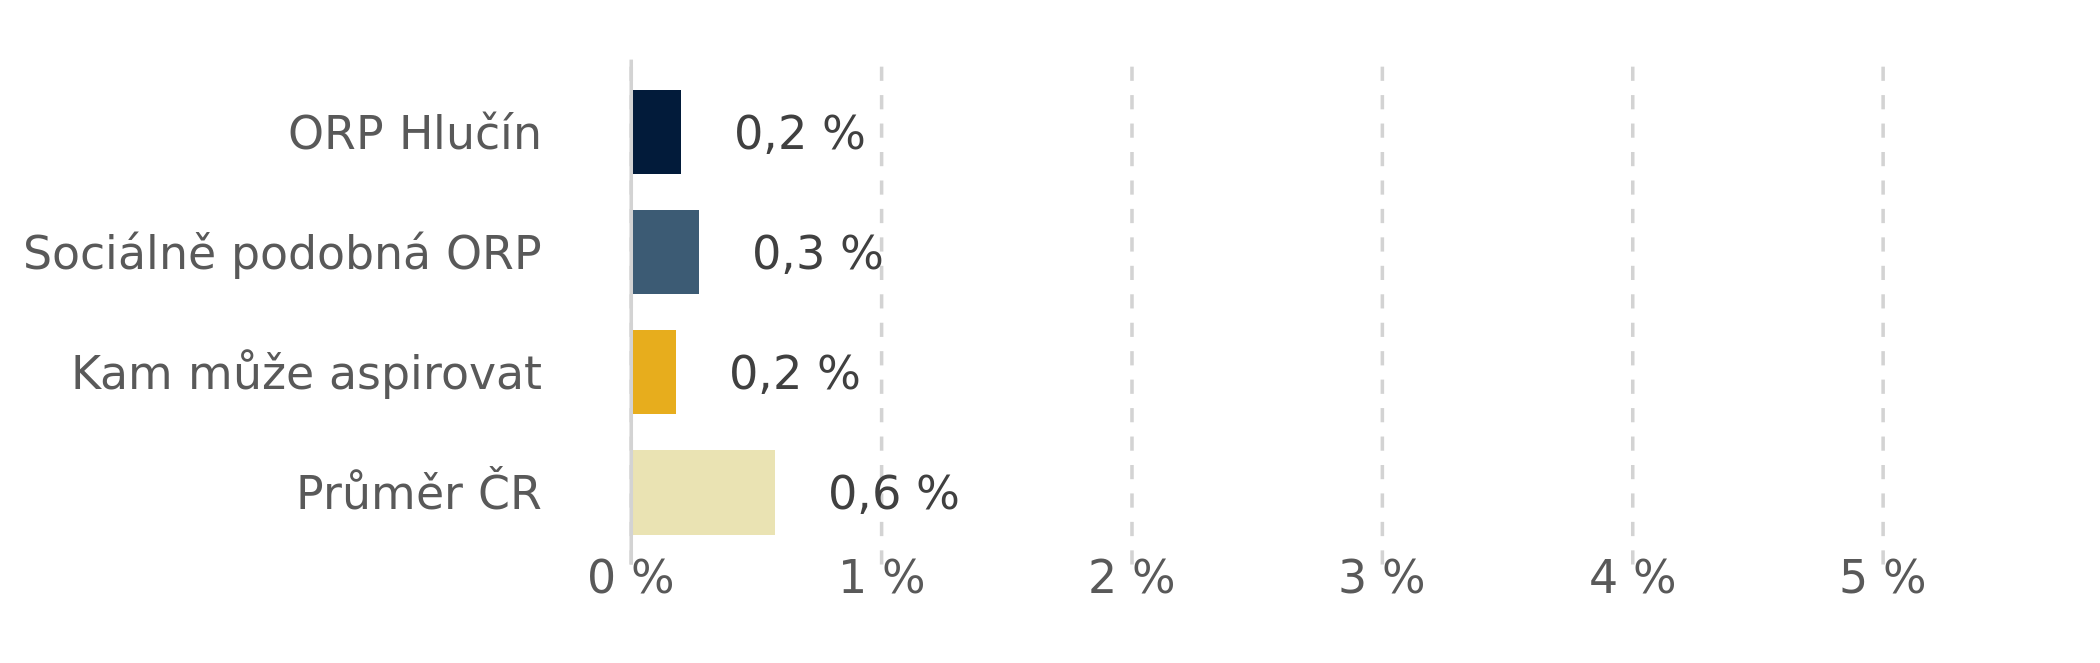 ORP Hlučín 0,2 %
Sociálně podobná ORP 0,3 %
Kam může aspirovat 0,2 %
Průměr ČR 0,6 %
0 % 1 % 2 % 3 % 4 % 5 %